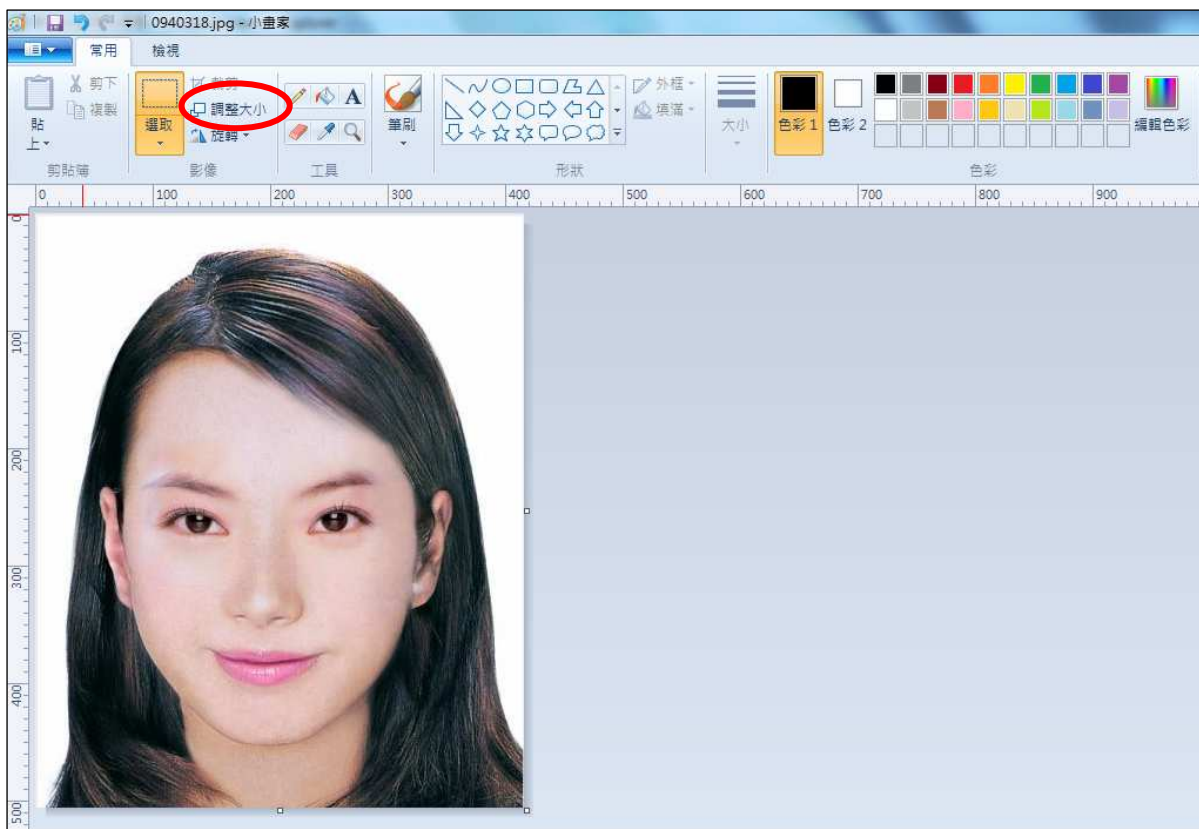 0940318.jpg - 小畫家
常用 檢視
剪下
複製
貼上
選取
裁剪
調整大小
旋轉
A
筆刷
外框
填滿
大小
色彩 1
色彩 2
編輯色彩
剪貼簿 影像 工具 形狀 色彩
0 100 200 300 400 500 600 700 800 900
0
100
200
300
400
500